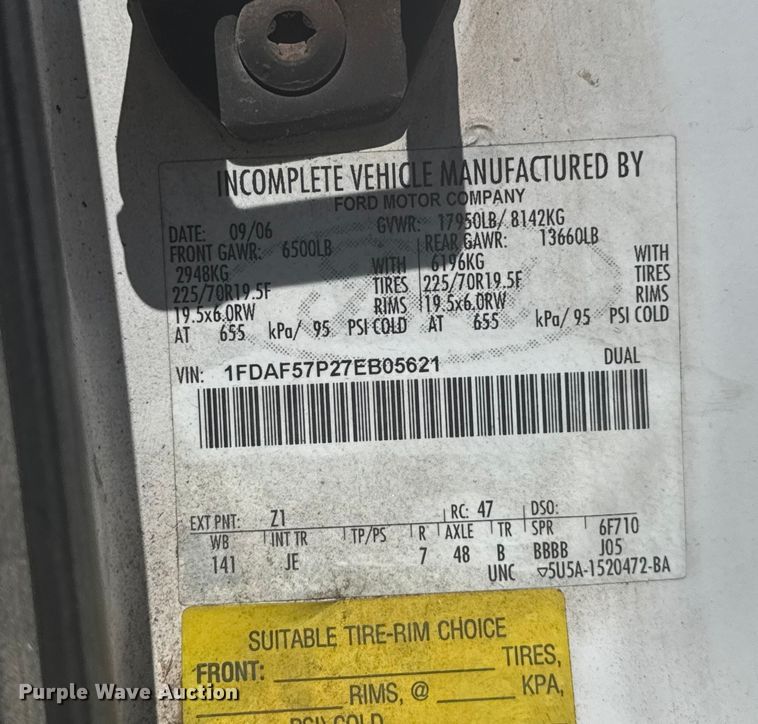 INCOMPLETE VEHICLE MANUFACTURED BY
FORD MOTOR COMPANY
DATE: 09/06 GVWR: 17950LB/ 8142KG
FRONT GAWR: 6500LB REAR GAWR: 13660LB
2948KG WITH 6196KG WITH
225/70R19.5F TIRES 225/70R19.5F TIRES
19.5x6.0RW RIMS 19.5x6.0RW RIMS
AT 655 kPa/ 95 PSI COLD AT 655 kPa/ 95 PSI COLD
VIN: 1FDAF57P27EB05621 DUAL
EXT PNT: Z1 RC: 47 DSO:
WB INT TR TP/PS R AXLE TR SPR 6F710
141 JE 7 48 B BBBB J05
UNC ▽5U5A-1520472-BA
SUITABLE TIRE-RIM CHOICE
FRONT: TIRES,
RIMS, @ KPA,
PSI/COLD
Purple Wave Auction